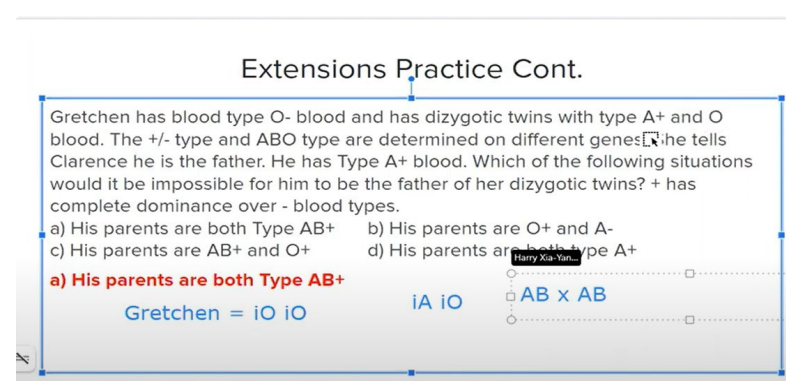 Extensions Practice Cont.
Gretchen has blood type O- blood and has dizygotic twins with type A+ and O
blood. The +/- type and ABO type are determined on different genes he tells
Clarence he is the father. He has Type A+ blood. Which of the following situations
would it be impossible for him to be the father of her dizygotic twins? + has
complete dominance over - blood types.
a) His parents are both Type AB+ b) His parents are O+ and A-
c) His parents are AB+ and O+ d) His parents are both type A+
Harry Xia-Yan...
a) His parents are both Type AB+
Gretchen = iO iO iA iO AB x AB